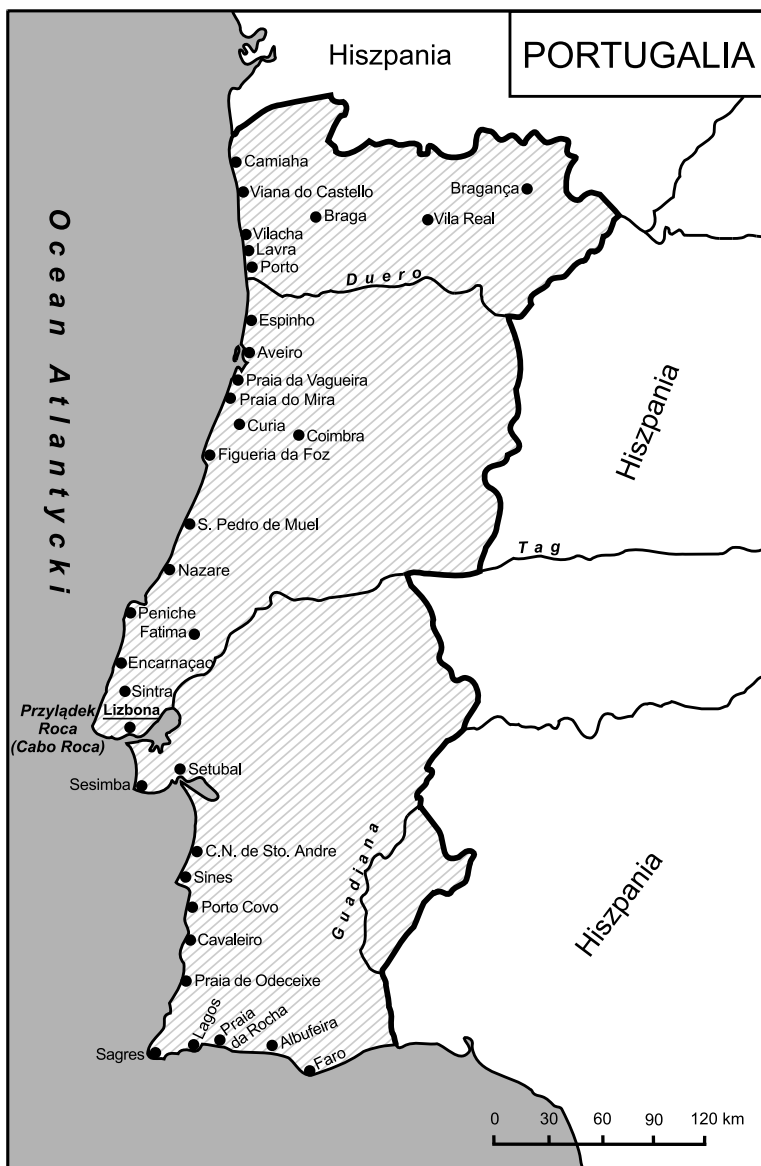 Hiszpania
PORTUGALIA
Camiaha
Viana do Castello
Bragança
Braga
Vila Real
Vilacha
Lavra
Porto
Duero
Espinho
Aveiro
Praia da Vagueira
Praia do Mira
Curia
Coimbra
Figueria da Foz
Ocean Atlantycki
Hiszpania
S. Pedro de Muel
Tag
Nazare
Peniche
Fatima
Encarnaçao
Sintra
Przylądek
Roca
(Cabo Roca)
Lizbona
Setubal
Sesimba
C.N. de Sto. Andre
Guadiana
Sines
Porto Covo
Hiszpania
Cavaleiro
Praia de Odeceixe
Lagos
Praia
da Rocha
Albufeira
Sagres
Faro
0 30 60 90 120 km